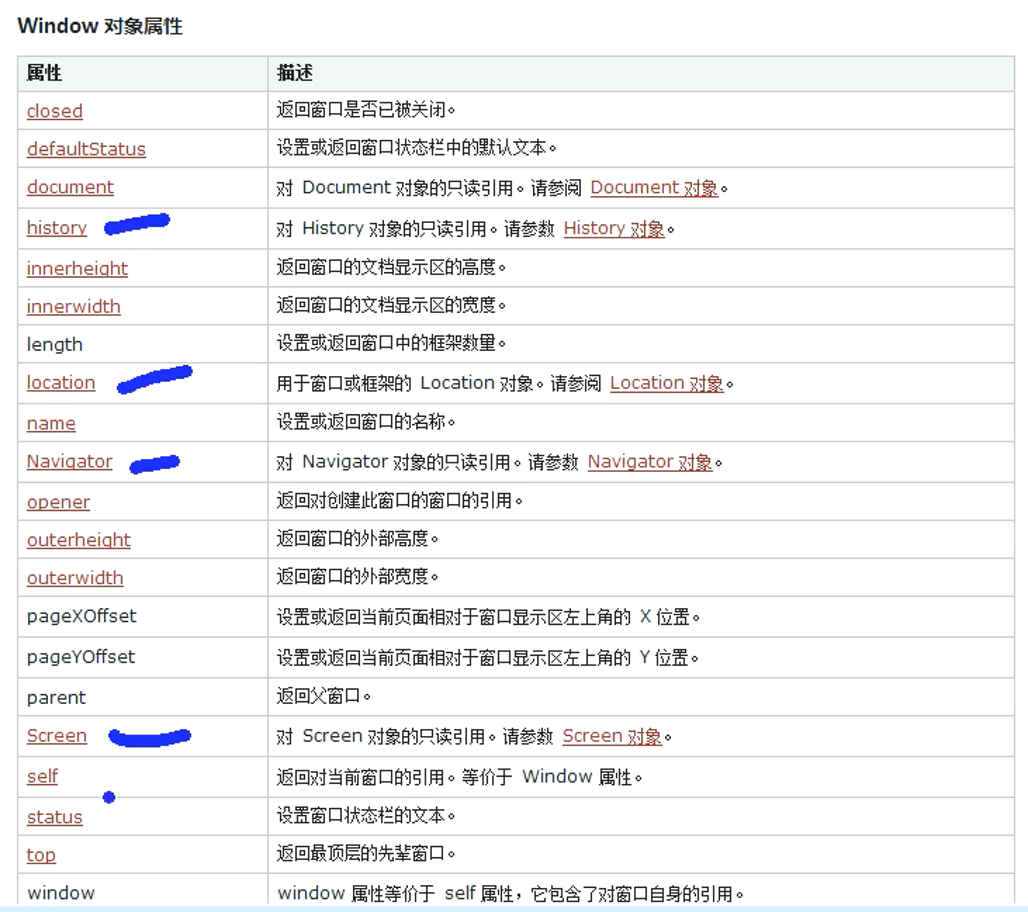 Window 对象属性
属性 描述
closed 返回窗口是否已被关闭。
defaultStatus 设置或返回窗口状态栏中的默认文本。
document 对 Document 对象的只读引用。请参阅 Document 对象。
history 对 History 对象的只读引用。请参数 History 对象。
innerheight 返回窗口的文档显示区的高度。
innerwidth 返回窗口的文档显示区的宽度。
length 设置或返回窗口中的框架数量。
location 用于窗口或框架的 Location 对象。请参阅 Location 对象。
name 设置或返回窗口的名称。
Navigator 对 Navigator 对象的只读引用。请参数 Navigator 对象。
opener 返回对创建此窗口的窗口的引用。
outerheight 返回窗口的外部高度。
outerwidth 返回窗口的外部宽度。
pageXOffset 设置或返回当前页面相对于窗口显示区左上角的 X 位置。
pageYOffset 设置或返回当前页面相对于窗口显示区左上角的 Y 位置。
parent 返回父窗口。
Screen 对 Screen 对象的只读引用。请参数 Screen 对象。
self 返回对当前窗口的引用。等价于 Window 属性。
status 设置窗口状态栏的文本。
top 返回最顶层的先辈窗口。
window window 属性等价于 self 属性，它包含了对窗口自身的引用。